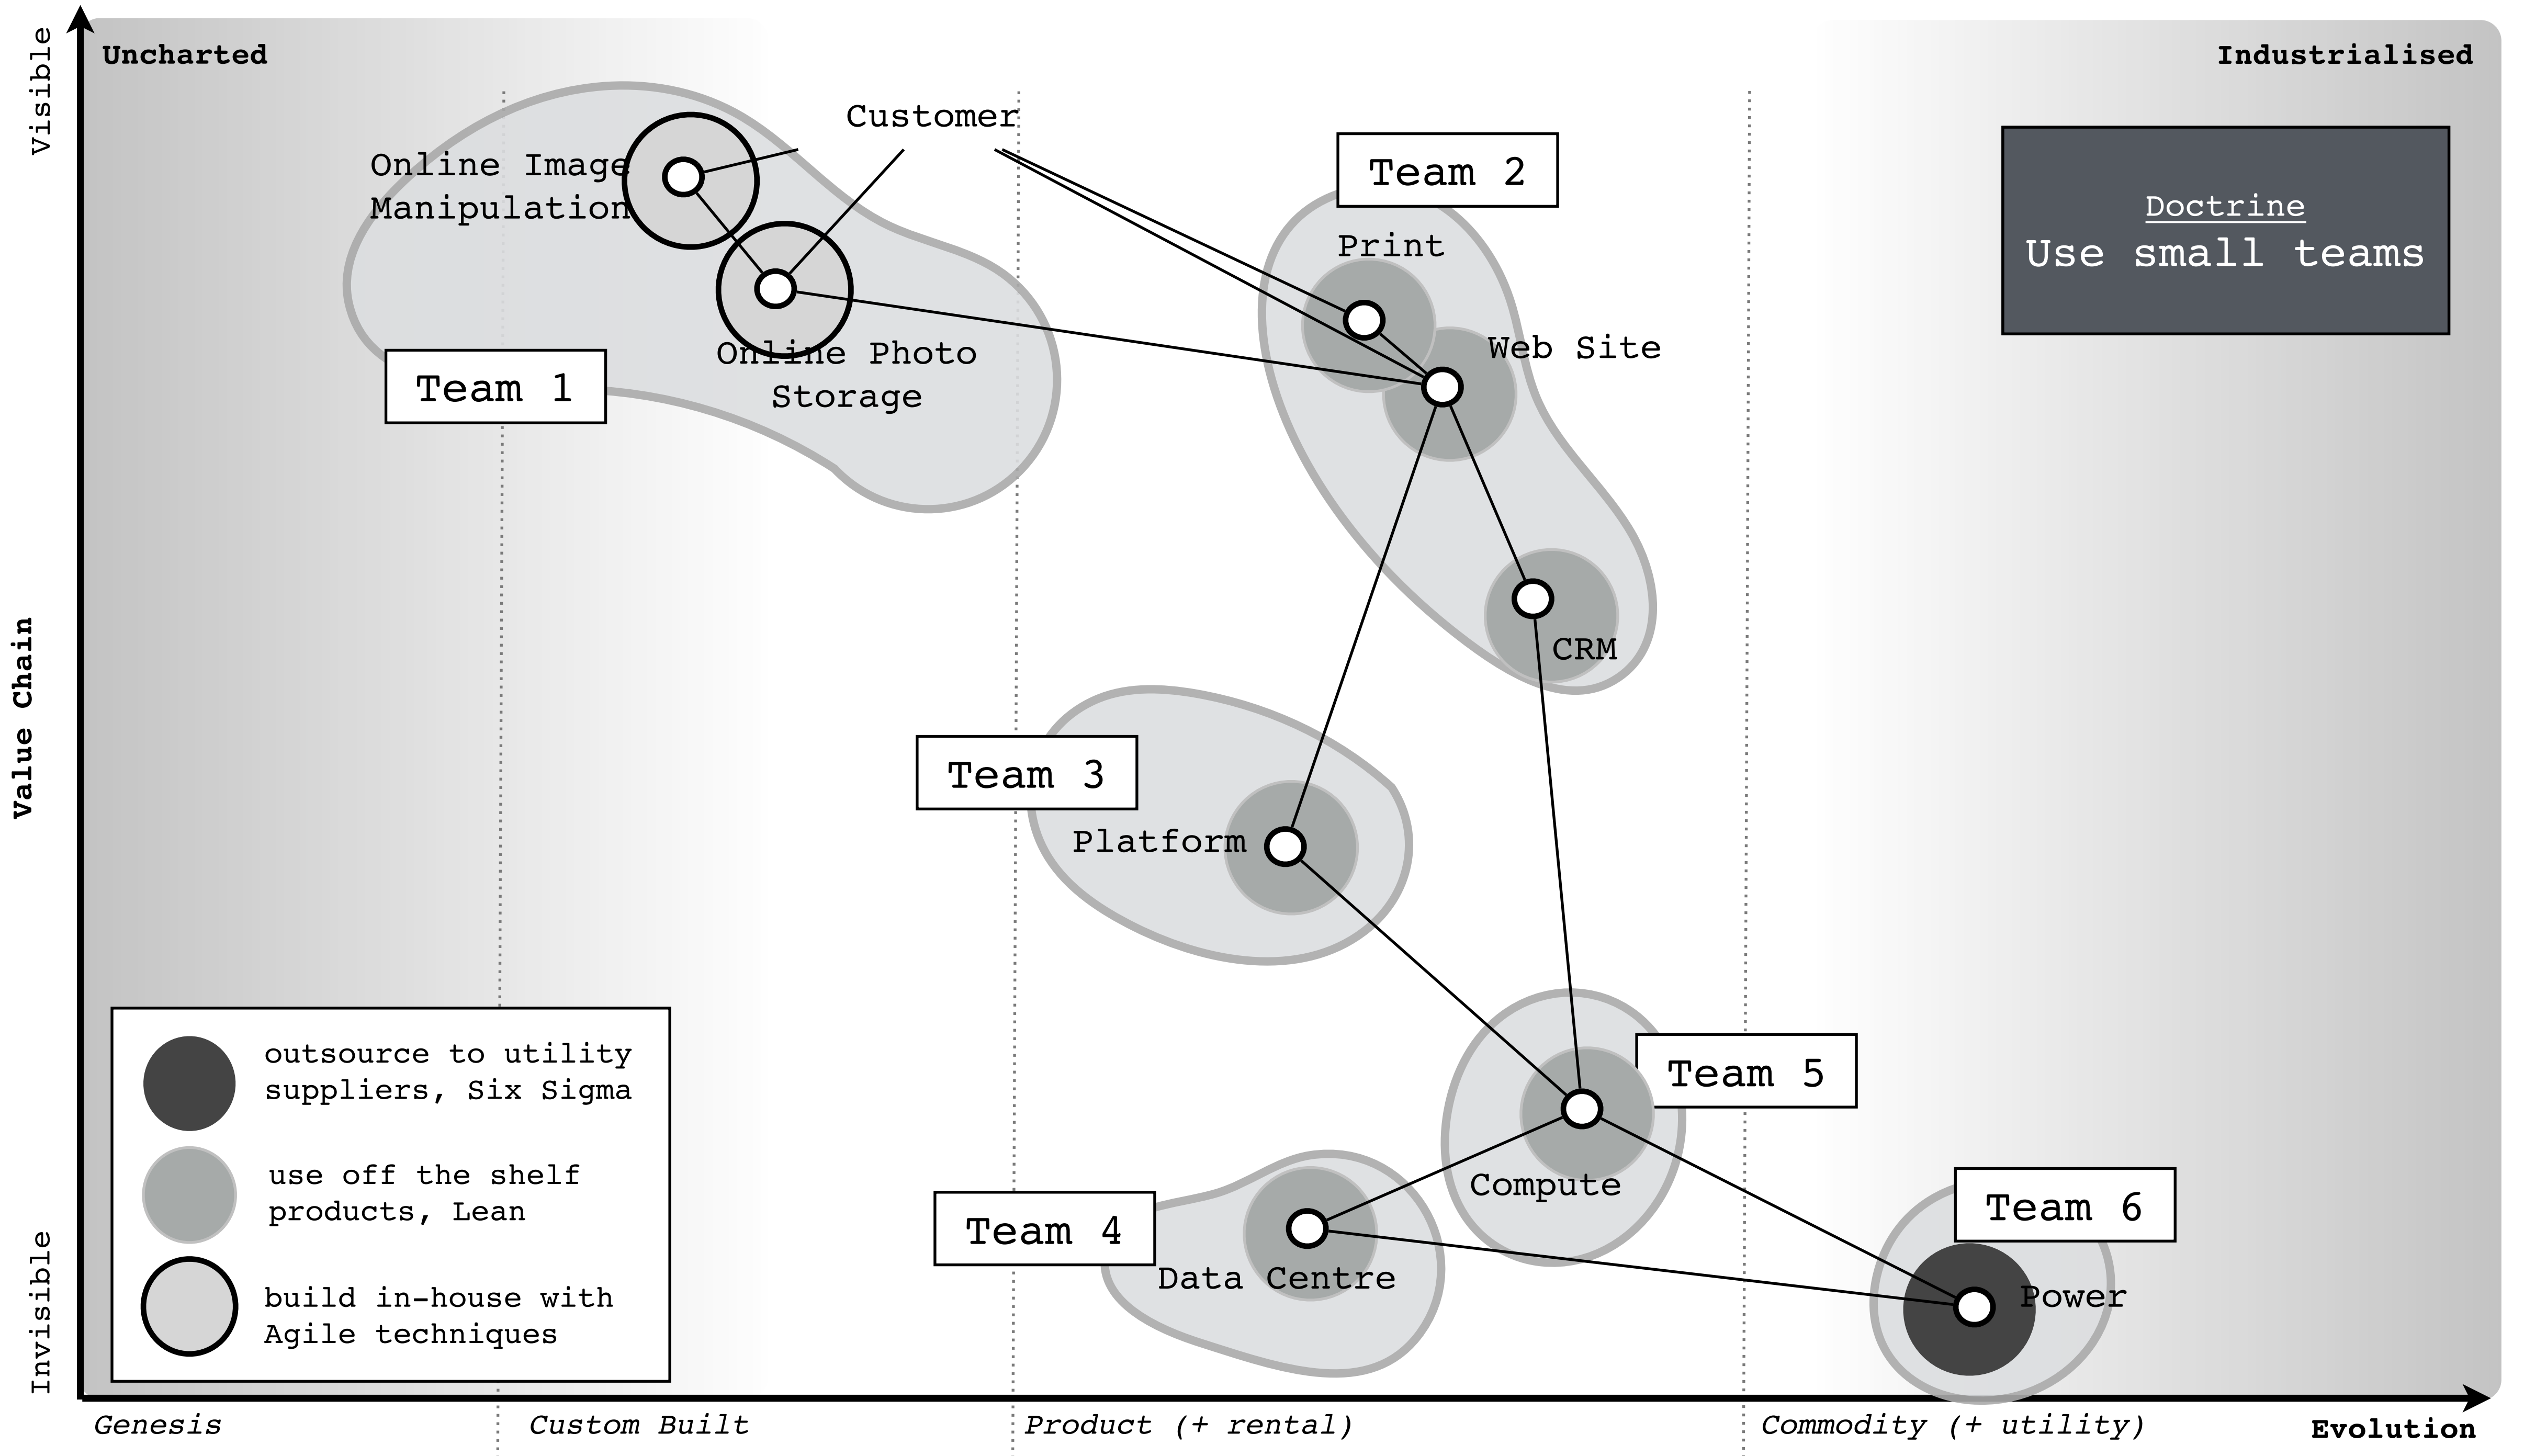 Visible
Uncharted
Industrialised
Customer
Online Image
Manipulation
Team 2
Print
Doctrine
Use small teams
Web Site
Online Photo
Storage
Team 1
Value Chain
CRM
Team 3
Platform
Team 5
Compute
Team 4
Data Centre
Team 6
Power
outsource to utility
suppliers, Six Sigma
use off the shelf
products, Lean
build in-house with
Agile techniques
Invisible
Genesis
Custom Built
Product (+ rental)
Commodity (+ utility)
Evolution